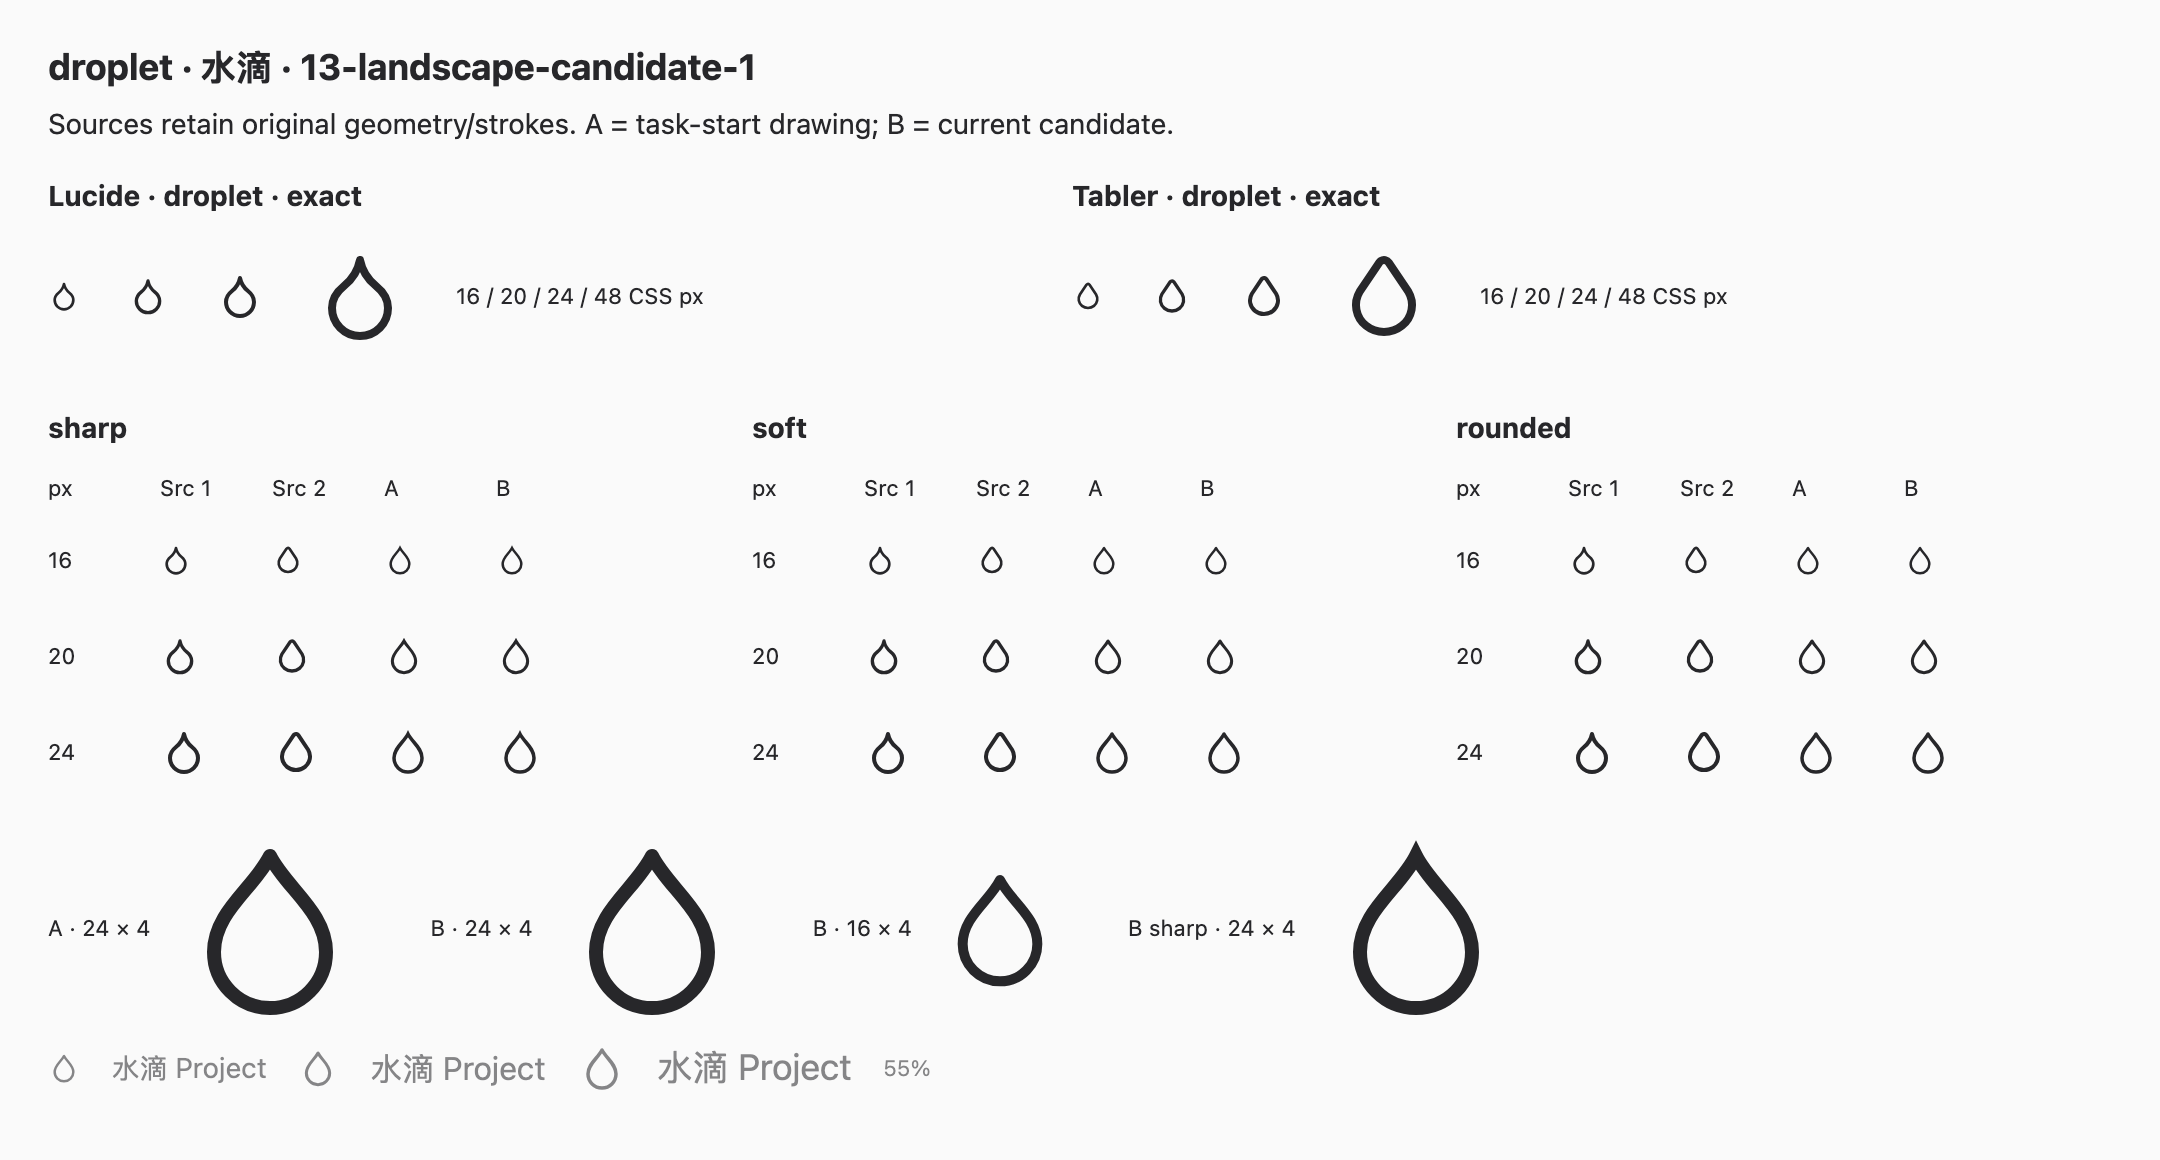 droplet · 水滴 · 13-landscape-candidate-1
Sources retain original geometry/strokes. A = task-start drawing; B = current candidate.
Lucide · droplet · exact
16 / 20 / 24 / 48 CSS px
Tabler · droplet · exact
16 / 20 / 24 / 48 CSS px
sharp
px Src 1 Src 2 A B
16
20
24
soft
px Src 1 Src 2 A B
16
20
24
rounded
px Src 1 Src 2 A B
16
20
24
A · 24 × 4
B · 24 × 4
B · 16 × 4
B sharp · 24 × 4
水滴 Project 水滴 Project 水滴 Project 55%